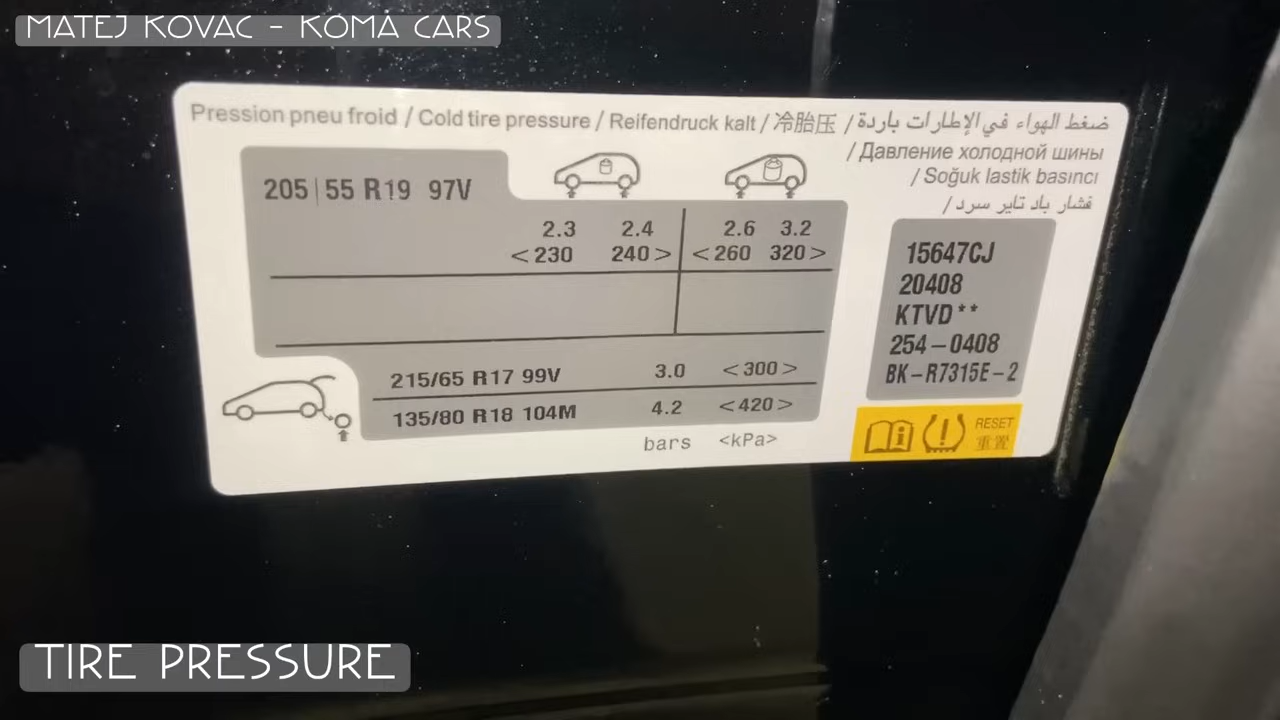 MATEJ KOVAC - KOMA CARS
Pression pneu froid / Cold tire pressure / Reifendruck kalt / 冷胎压 / ضغط الهواء في الإطارات باردة
/ Давление холодной шины
/ Soğuk lastik basıncı
/ فشار باد تایر سرد
205|55 R19 97V
2.3 2.4 2.6 3.2
<230 240> <260 320>
215/65 R17 99V 3.0 <300>
135/80 R18 104M 4.2 <420>
bars <kPa>
15647CJ
20408
KTVD**
254-0408
BK-R7315E-2
RESET
重置
TIRE PRESSURE